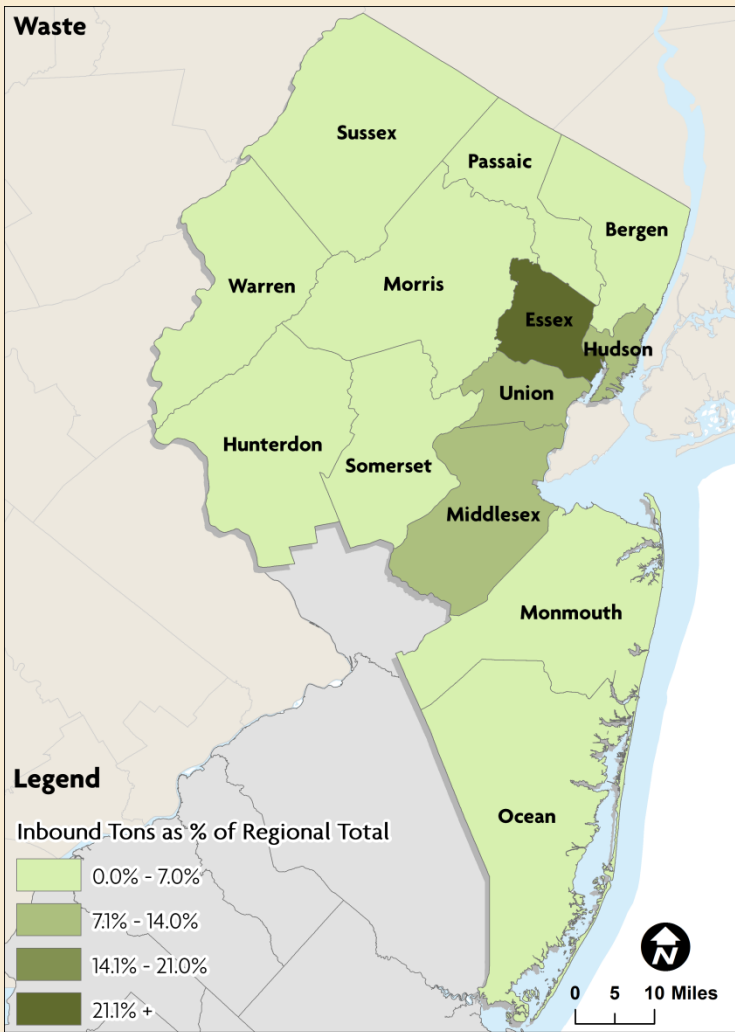 Waste
Sussex
Passaic
Bergen
Warren
Morris
Essex
Hudson
Union
Hunterdon
Somerset
Middlesex
Monmouth
Ocean
Legend
Inbound Tons as % of Regional Total
0.0% - 7.0%
7.1% - 14.0%
14.1% - 21.0%
21.1% +
N
0 5 10 Miles